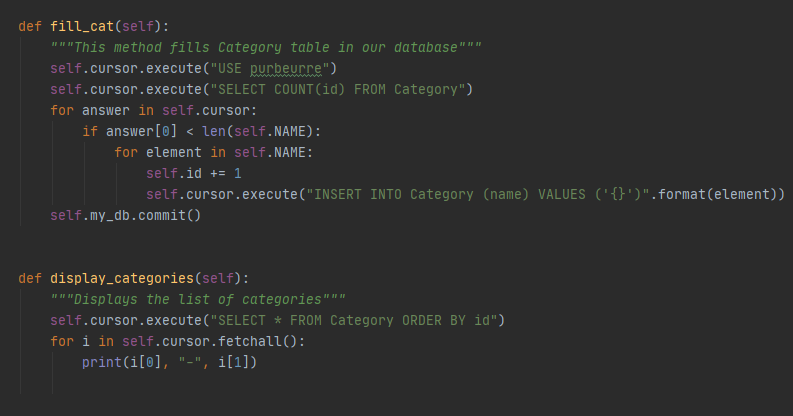 def fill_cat(self):
    """This method fills Category table in our database"""
    self.cursor.execute("USE purbeurre")
    self.cursor.execute("SELECT COUNT(id) FROM Category")
    for answer in self.cursor:
        if answer[0] < len(self.NAME):
            for element in self.NAME:
                self.id += 1
                self.cursor.execute("INSERT INTO Category (name) VALUES ('{}')".format(element))
    self.my_db.commit()
def display_categories(self):
    """Displays the list of categories"""
    self.cursor.execute("SELECT * FROM Category ORDER BY id")
    for i in self.cursor.fetchall():
        print(i[0], "-", i[1])